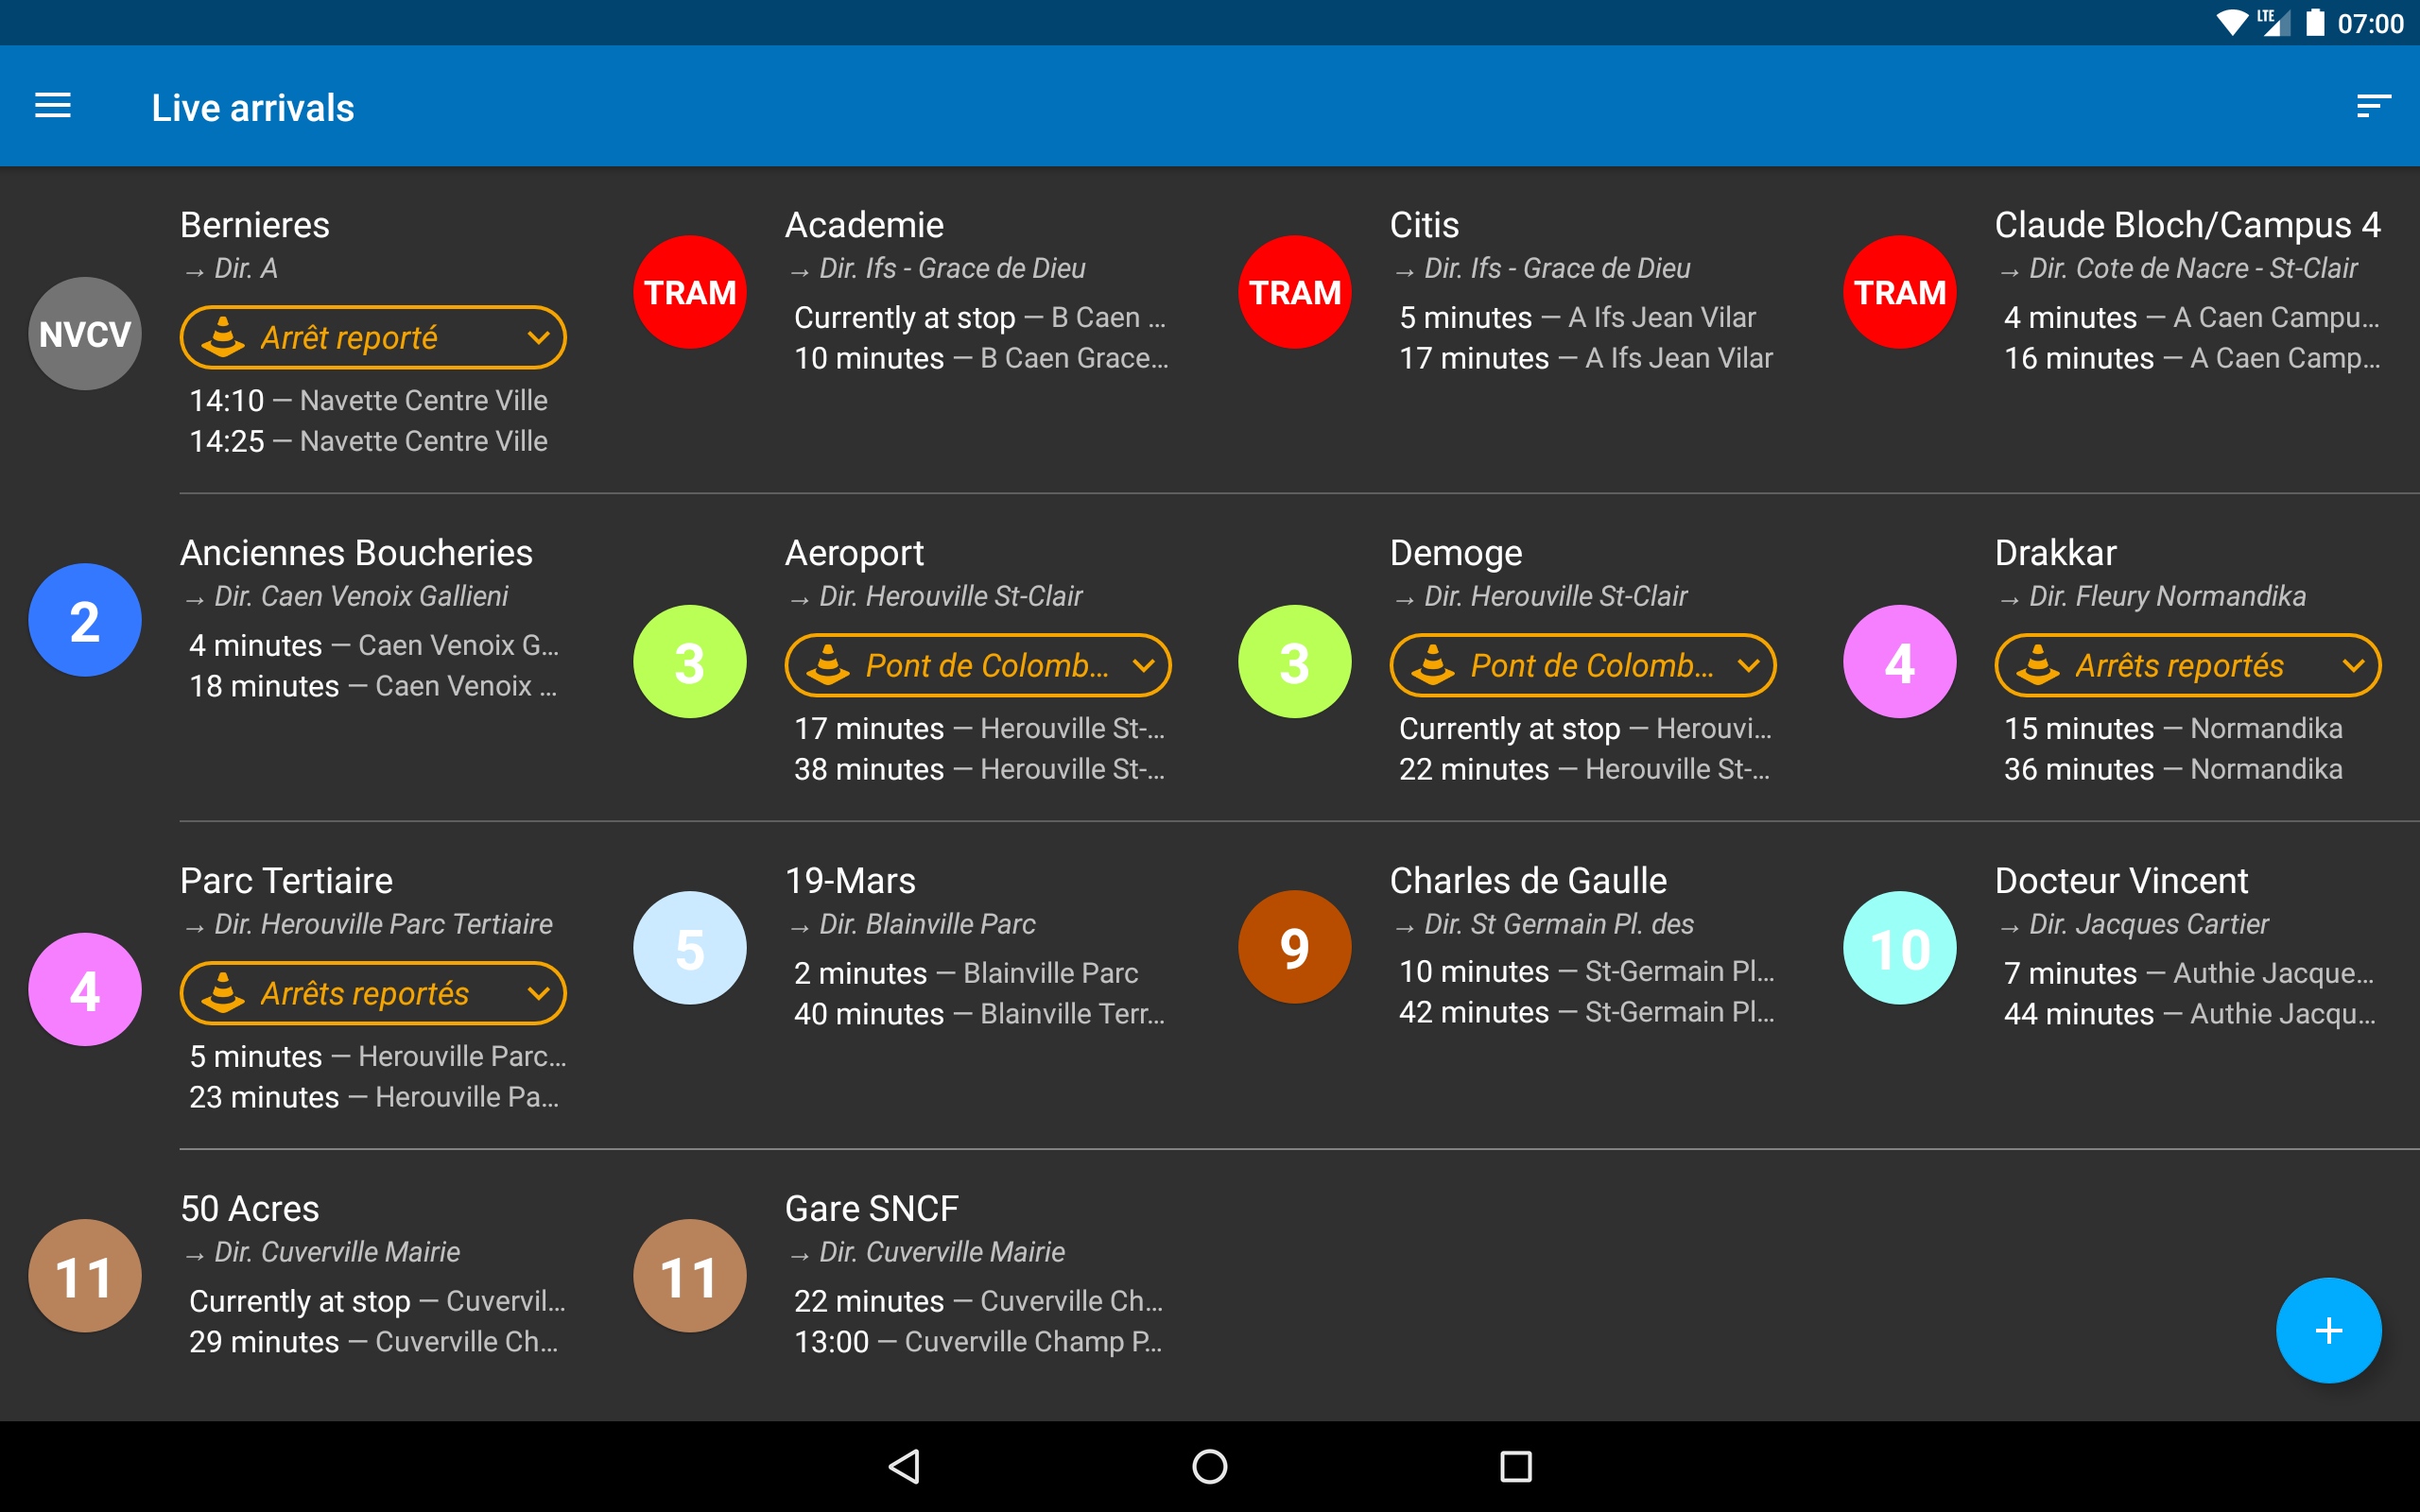 LTE 07:00
Live arrivals
NVCV
Bernieres
→ Dir. A
Arrêt reporté
14:10 — Navette Centre Ville
14:25 — Navette Centre Ville
TRAM
Academie
→ Dir. Ifs - Grace de Dieu
Currently at stop — B Caen ...
10 minutes — B Caen Grace...
TRAM
Citis
→ Dir. Ifs - Grace de Dieu
5 minutes — A Ifs Jean Vilar
17 minutes — A Ifs Jean Vilar
TRAM
Claude Bloch/Campus 4
→ Dir. Cote de Nacre - St-Clair
4 minutes — A Caen Campu...
16 minutes — A Caen Camp...
2
Anciennes Boucheries
→ Dir. Caen Venoix Gallieni
4 minutes — Caen Venoix G...
18 minutes — Caen Venoix ...
3
Aeroport
→ Dir. Herouville St-Clair
Pont de Colomb...
17 minutes — Herouville St-...
38 minutes — Herouville St-...
3
Demoge
→ Dir. Herouville St-Clair
Pont de Colomb...
Currently at stop — Herouvi...
22 minutes — Herouville St-...
4
Drakkar
→ Dir. Fleury Normandika
Arrêts reportés
15 minutes — Normandika
36 minutes — Normandika
4
Parc Tertiaire
→ Dir. Herouville Parc Tertiaire
Arrêts reportés
5 minutes — Herouville Parc...
23 minutes — Herouville Pa...
5
19-Mars
→ Dir. Blainville Parc
2 minutes — Blainville Parc
40 minutes — Blainville Terr...
9
Charles de Gaulle
→ Dir. St Germain Pl. des
10 minutes — St-Germain Pl...
42 minutes — St-Germain Pl...
10
Docteur Vincent
→ Dir. Jacques Cartier
7 minutes — Authie Jacque...
44 minutes — Authie Jacqu...
11
50 Acres
→ Dir. Cuverville Mairie
Currently at stop — Cuvervil...
29 minutes — Cuverville Ch...
11
Gare SNCF
→ Dir. Cuverville Mairie
22 minutes — Cuverville Ch...
13:00 — Cuverville Champ P...